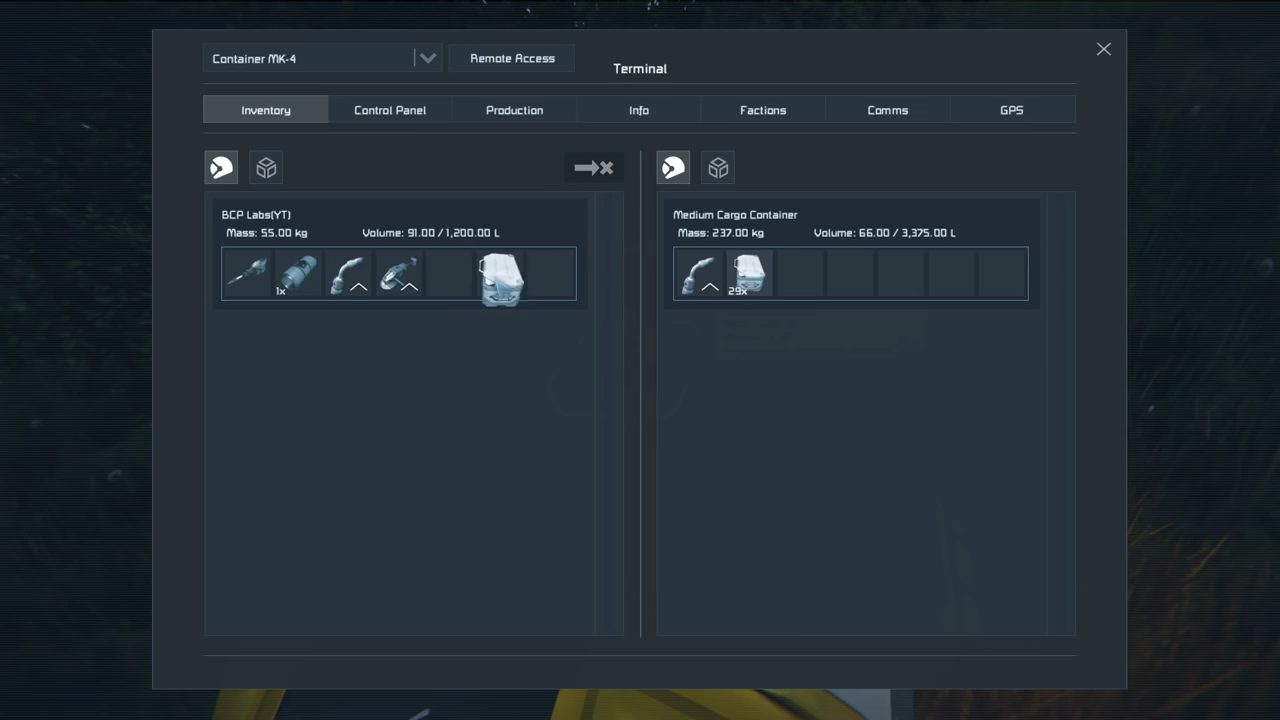 Container MK-4
Remote Access
Terminal
Inventory
Control Panel
Production
Info
Factions
Comms
GPS
BCP Labs(YT)
Mass: 55.00 kg
Volume: 91.00 / 1,200.00 L
1x
Medium Cargo Container
Mass: 237.00 kg
Volume: 66.00 / 3,375.00 L
29x